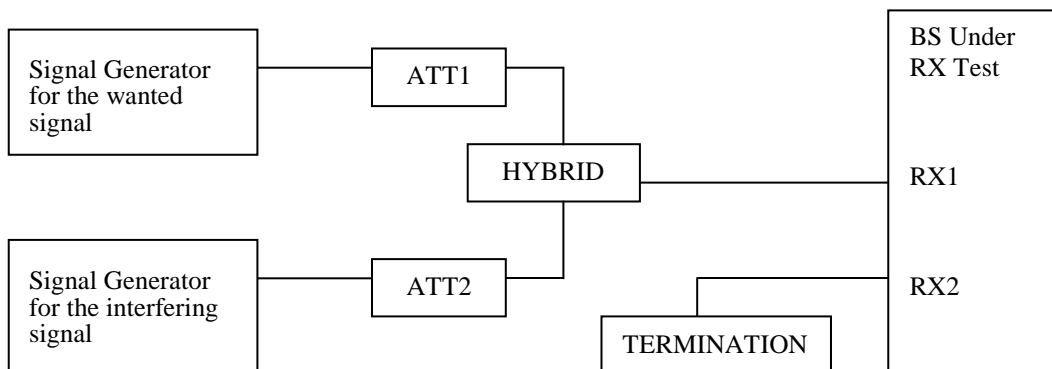 Signal Generator
for the wanted
signal
ATT1
HYBRID
BS Under
RX Test
RX1
Signal Generator
for the interfering
signal
ATT2
RX2
TERMINATION